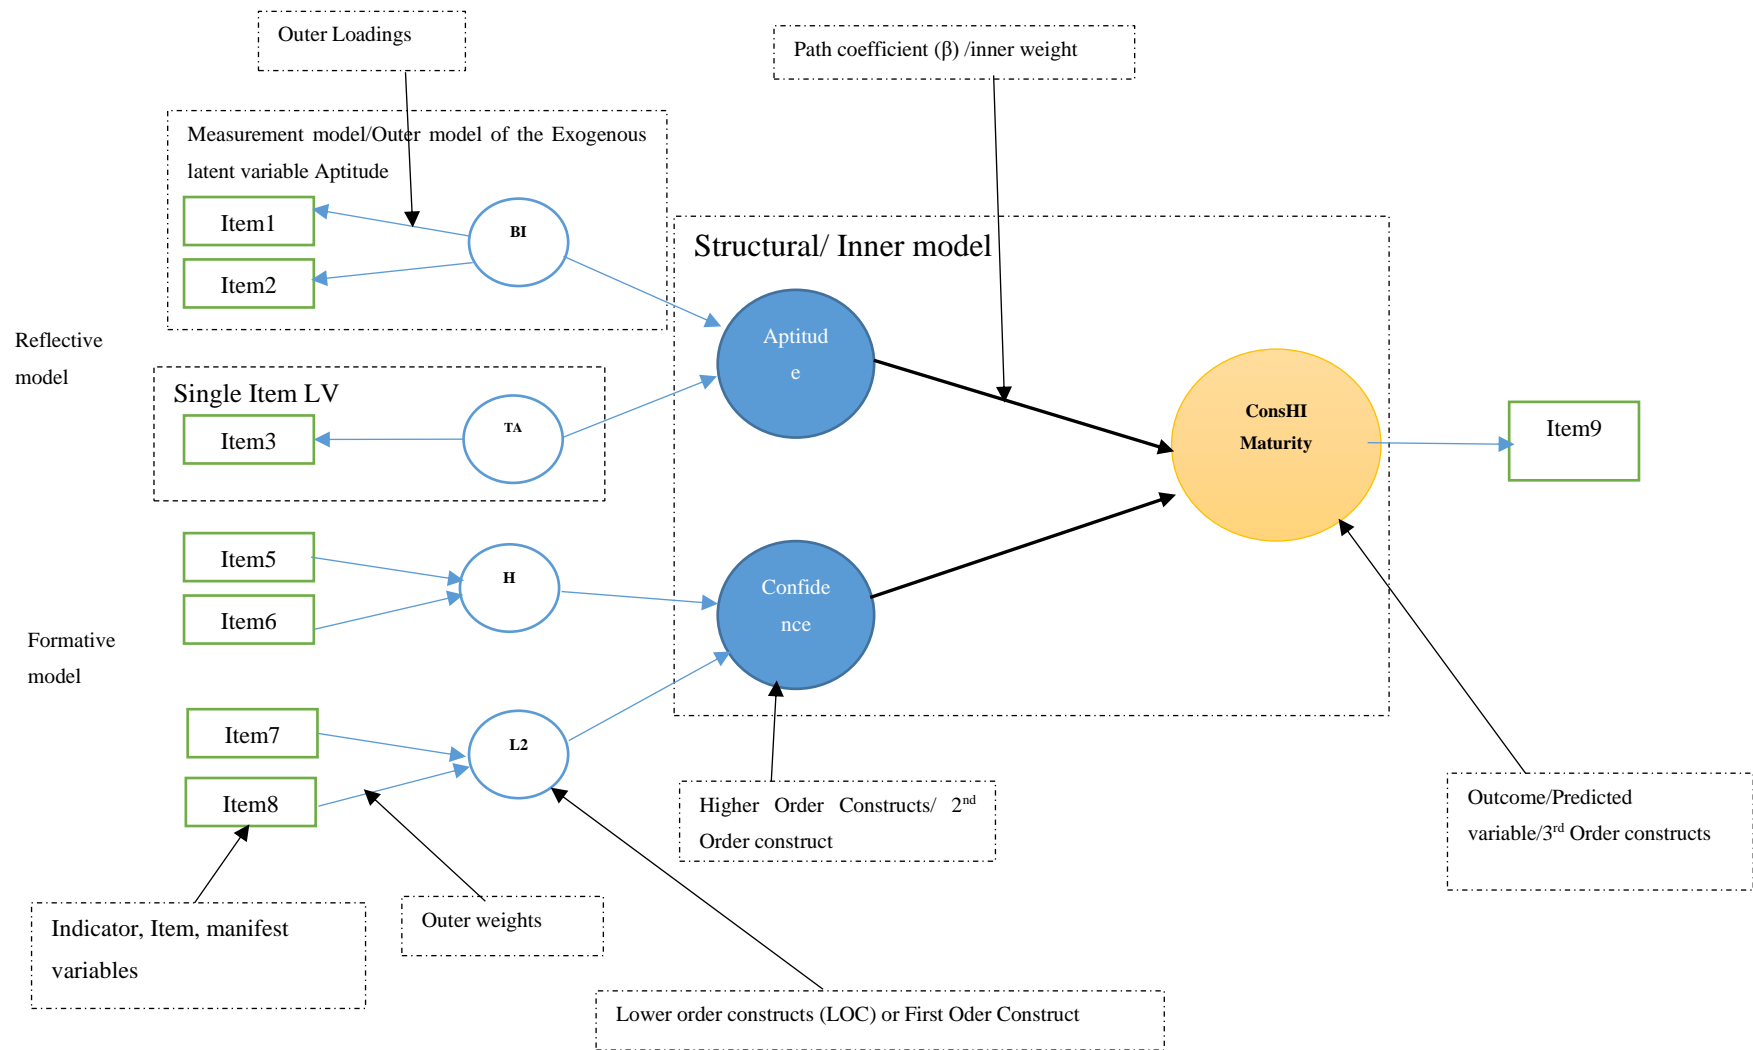 Outer Loadings
Path coefficient (β) /inner weight
Measurement model/Outer model of the Exogenous
latent variable Aptitude
Item1
Item2
BI
Structural/ Inner model
Reflective
model
Aptitud
e
Single Item LV
Item3
TA
ConsHI
Maturity
Item9
Item5
Item6
H
Confide
nce
Formative
model
Item7
Item8
L2
Higher Order Constructs/ 2nd
Order construct
Outcome/Predicted
variable/3rd Order constructs
Indicator, Item, manifest
variables
Outer weights
Lower order constructs (LOC) or First Oder Construct